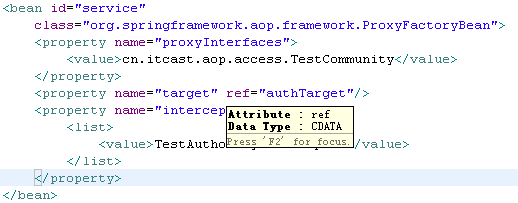 <bean id="service"
class="org.springframework.aop.framework.ProxyFactoryBean">
<property name="proxyInterfaces">
<value>cn.itcast.aop.access.TestCommunity</value>
</property>
<property name="target" ref="authTarget"/>
<property name="intercep
Attribute : ref
Data Type : CDATA
Press 'F2' for focus.
<list>
<value>TestAutho /value>
</list>
</property>
</bean>